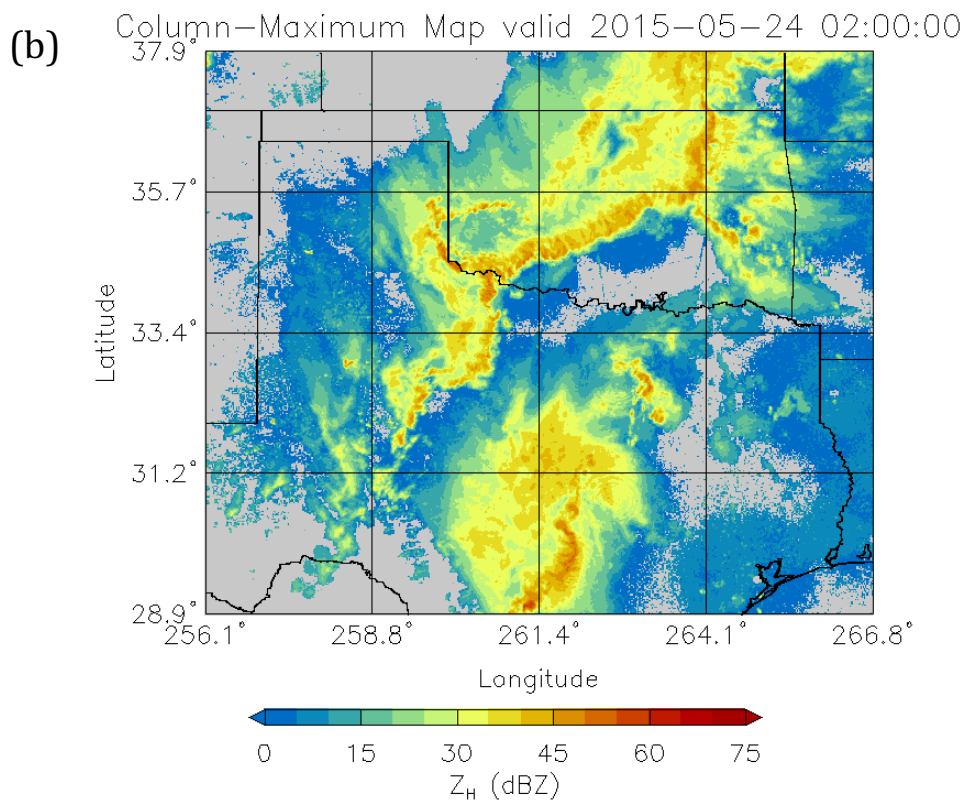 (b)
Column-Maximum Map valid 2015-05-24 02:00:00
37.9°
35.7°
33.4°
31.2°
28.9°
Latitude
256.1° 258.8° 261.4° 264.1° 266.8°
Longitude
0 15 30 45 60 75
Z_H (dBZ)